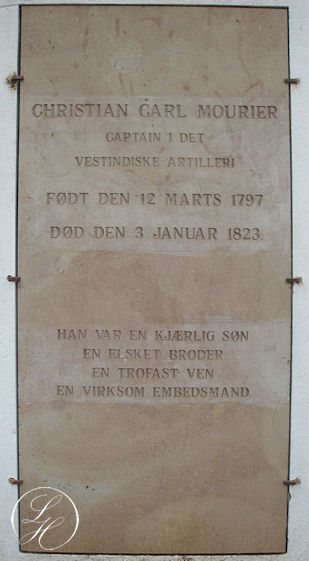 CHRISTIAN CARL MOURIER
CAPTAIN I DET
VESTINDISKE ARTILLERI
FØDT DEN 12 MARTS 1797
DØD DEN 3 JANUAR 1823.
HAN VAR EN KJÆRLIG SØN
EN ELSKET BRODER
EN TROFAST VEN
EN VIRKSOM EMBEDSMAND.
LH